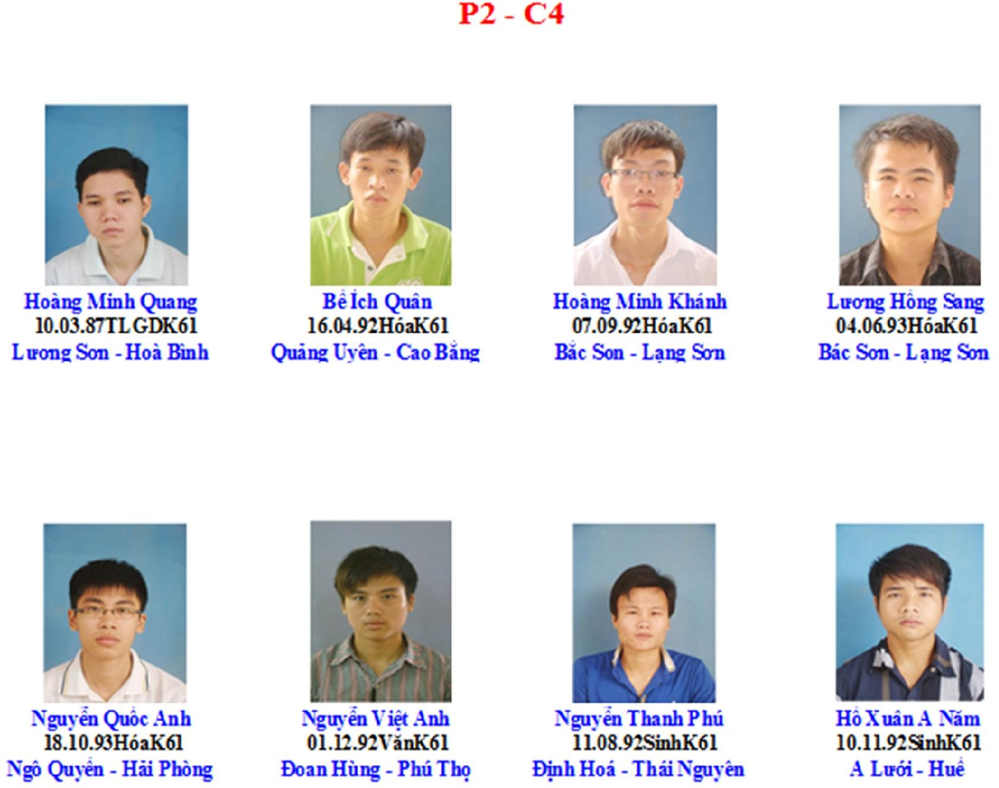 P2 - C4
Hoàng Minh Quang
10.03.87TLGDK61
Lương Sơn - Hoà Bình
Bế Ích Quân
16.04.92HóaK61
Quảng Uyên - Cao Bằng
Hoàng Minh Khánh
07.09.92HóaK61
Bắc Son - Lạng Sơn
Lương Hồng Sang
04.06.93HóaK61
Bác Sơn - Lạng Sơn
Nguyễn Quốc Anh
18.10.93HóaK61
Ngô Quyền - Hải Phòng
Nguyễn Việt Anh
01.12.92VănK61
Đoan Hùng - Phú Thọ
Nguyễn Thanh Phú
11.08.92SinhK61
Định Hoá - Thái Nguyên
Hồ Xuân A Năm
10.11.92SinhK61
A Lưới - Huế